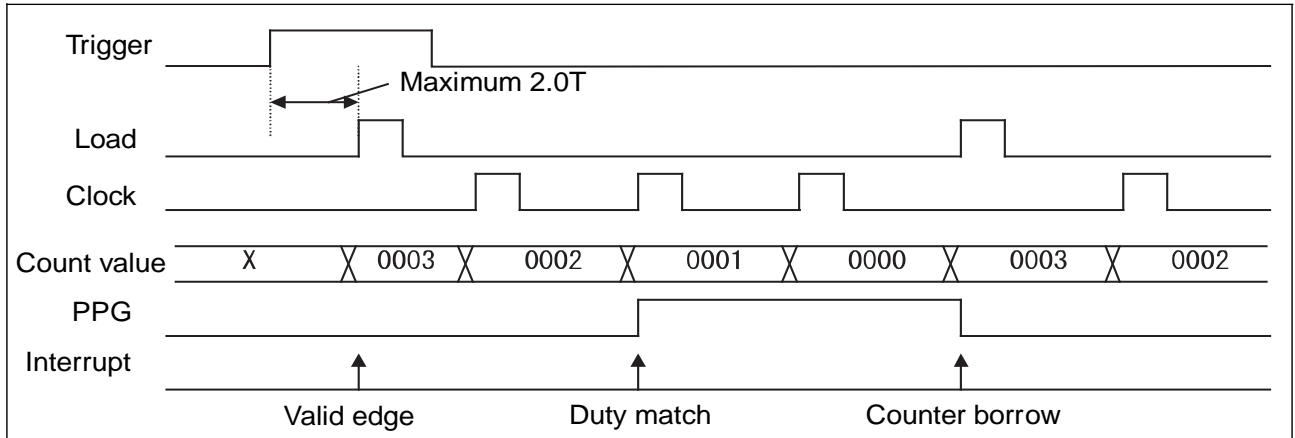 Trigger
Maximum 2.0T
Load
Clock
Count value X 0003 0002 0001 0000 0003 0002
PPG
Interrupt
Valid edge Duty match Counter borrow